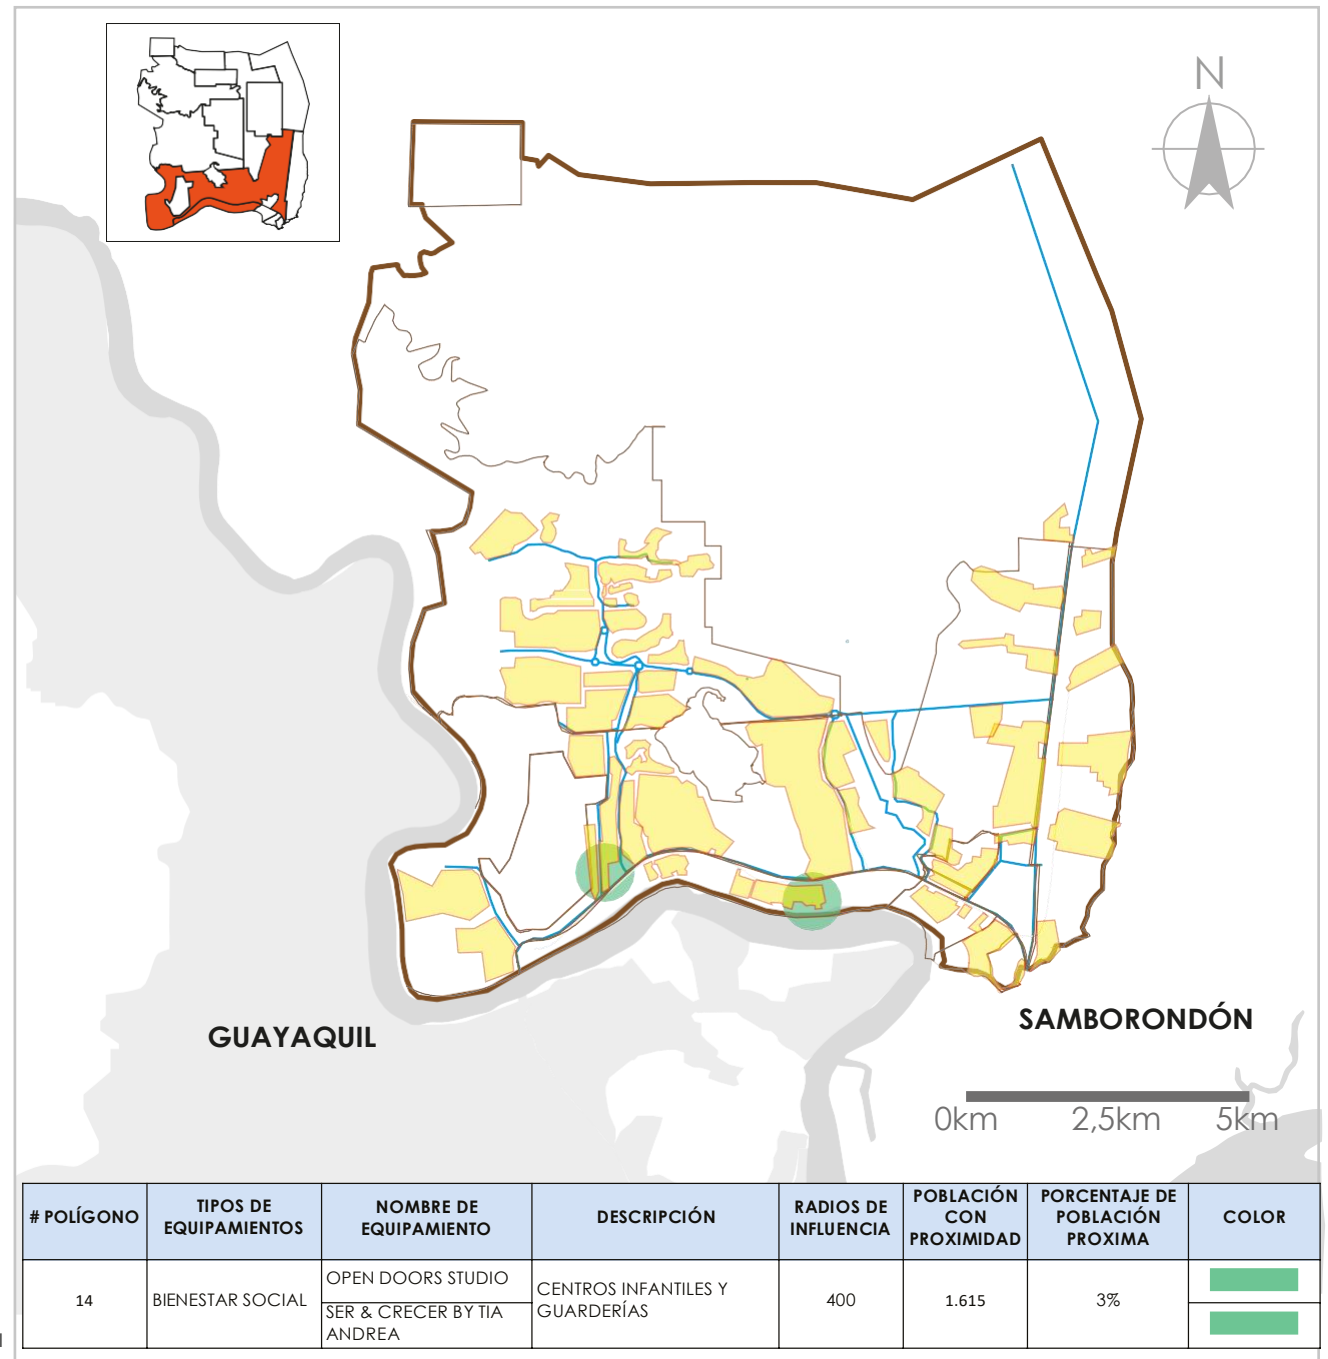 N
GUAYAQUIL
SAMBORONDÓN
0km 2,5km 5km
# POLÍGONO
TIPOS DE
EQUIPAMIENTOS
NOMBRE DE
EQUIPAMIENTO
DESCRIPCIÓN
RADIOS DE
INFLUENCIA
POBLACIÓN
CON
PROXIMIDAD
PORCENTAJE DE
POBLACIÓN
PROXIMA
COLOR
14
BIENESTAR SOCIAL
OPEN DOORS STUDIO
SER & CRECER BY TIA
ANDREA
CENTROS INFANTILES Y
GUARDERÍAS
400
1.615
3%